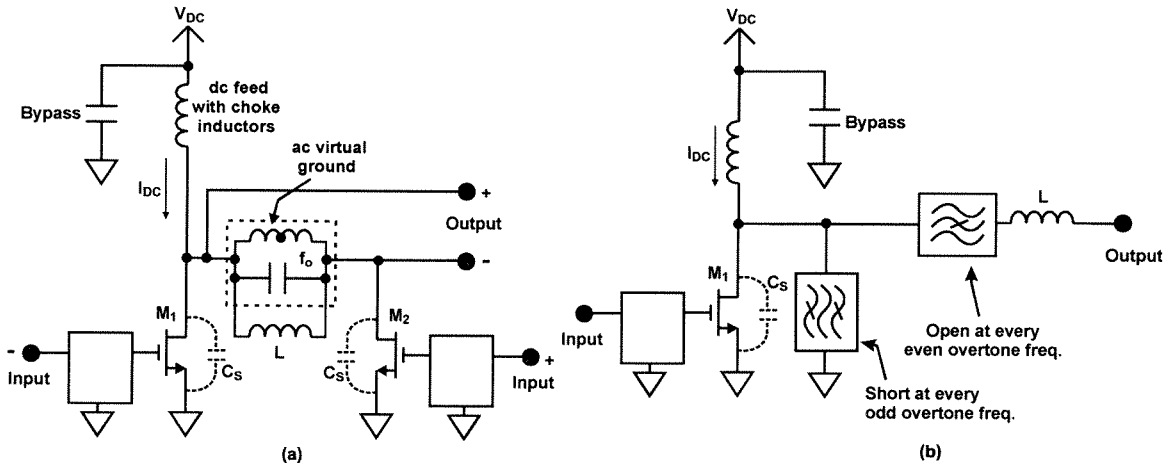 V_DC
Bypass
dc feed
with choke
inductors
ac virtual
ground
I_DC
+
Output
-
f_o
M_1
M_2
L
C_S
C_S
-
Input
+
Input
(a)
V_DC
Bypass
I_DC
L
Output
M_1
C_S
Input
Open at every
even overtone freq.
Short at every
odd overtone freq.
(b)